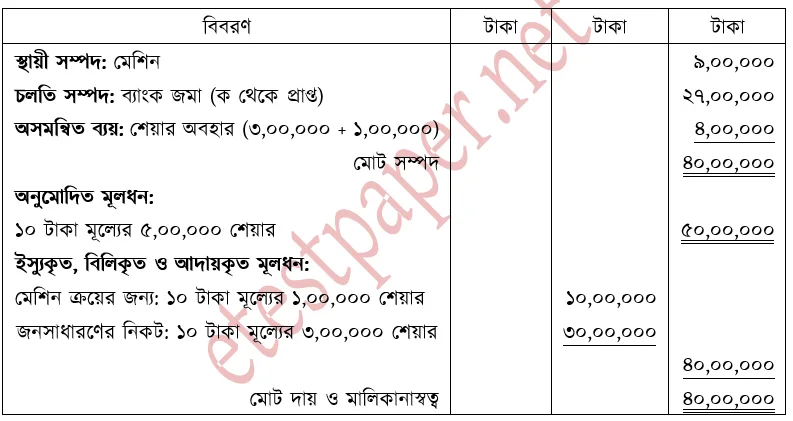 বিবরণ টাকা টাকা টাকা
স্থায়ী সম্পদ: মেশিন ৯,০০,০০০
চলতি সম্পদ: ব্যাংক জমা (ক থেকে প্রাপ্ত) ২৭,০০,০০০
অসমন্বিত ব্যয়: শেয়ার অবহার (৩,০০,০০০ + ১,০০,০০০) ৪,০০,০০০
মোট সম্পদ ৪০,০০,০০০
অনুমোদিত মূলধন:
১০ টাকা মূল্যের ৫,০০,০০০ শেয়ার ৫০,০০,০০০
ইস্যুকৃত, বিলিকৃত ও আদায়কৃত মূলধন:
মেশিন ক্রয়ের জন্য: ১০ টাকা মূল্যের ১,০০,০০০ শেয়ার ১০,০০,০০০
জনসাধারণের নিকট: ১০ টাকা মূল্যের ৩,০০,০০০ শেয়ার ৩০,০০,০০০
৪০,০০,০০০
মোট দায় ও মালিকানাস্বত্ব ৪০,০০,০০০
etestpaper.net